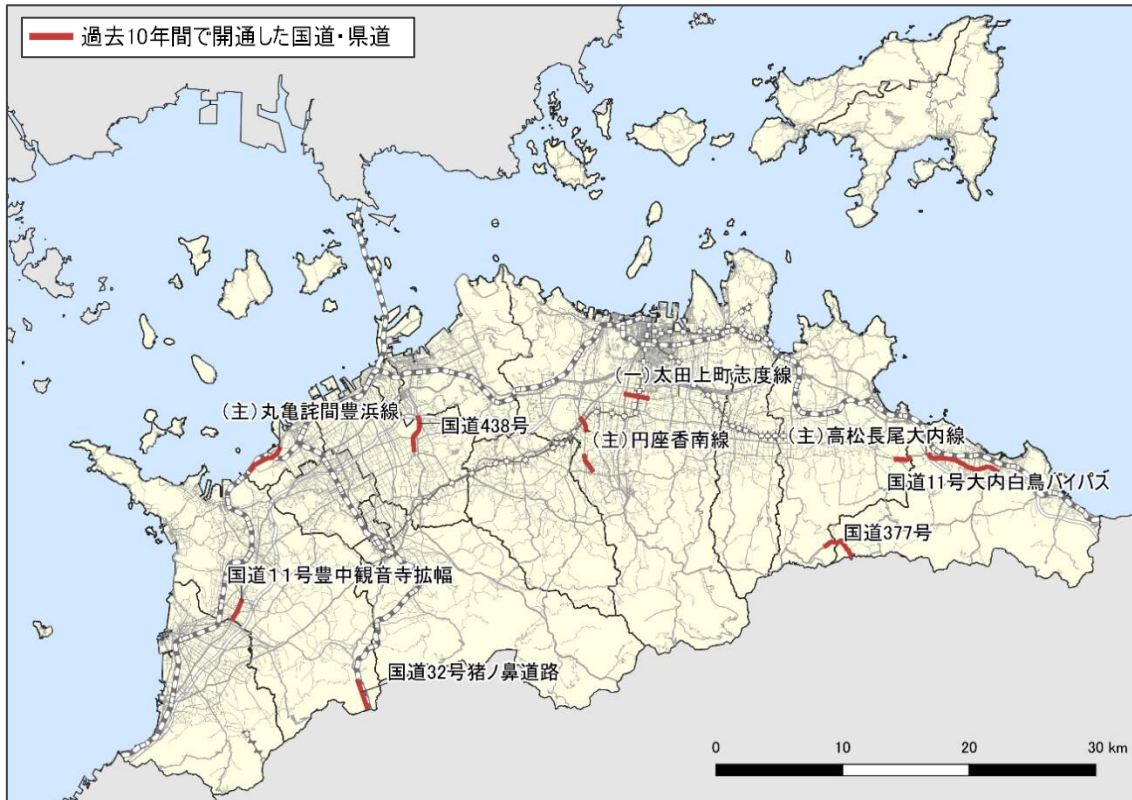 過去10年間で開通した国道・県道
(一)太田上町志度線
(主)丸亀詫間豊浜線
国道438号
(主)円座香南線
(主)高松長尾大内線
国道11号大内白鳥バイパス
国道377号
国道11号豊中観音寺拡幅
国道32号猪ノ鼻道路
0 10 20 30 km